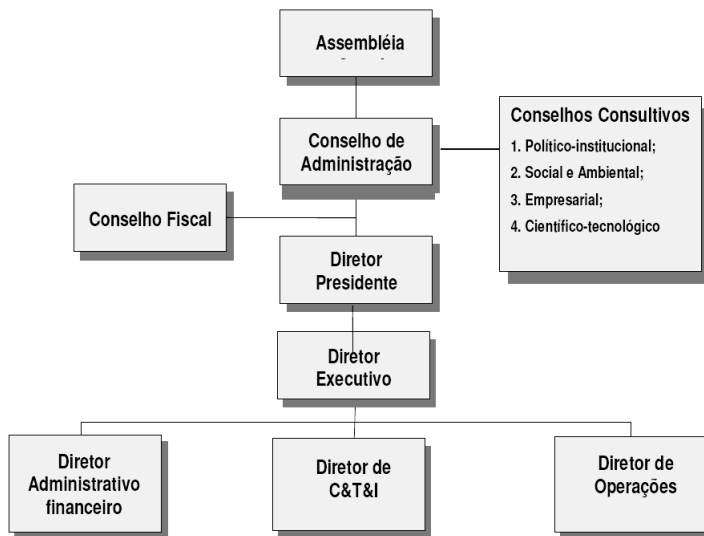 Assembléia
Conselho de
Administração
Conselhos Consultivos
1. Político-institucional;
2. Social e Ambiental;
3. Empresarial;
4. Científico-tecnológico
Conselho Fiscal
Diretor
Presidente
Diretor
Executivo
Diretor
Administrativo
financeiro
Diretor de
C&T&I
Diretor de
Operações